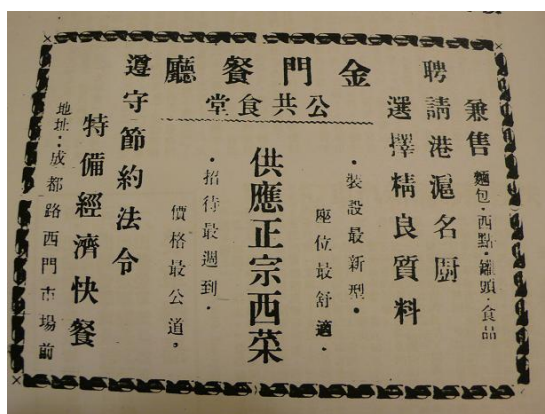 金門餐廳
公共食堂
兼售麵包·西點·罐頭·食品
聘請港滬名廚
選擇精良質料
·裝設最新型·
座位最舒適·
供應正宗西菜
·招待最週到·
價格最公道，
遵守節約法令
特備經濟快餐
地址：成都路西門市場前